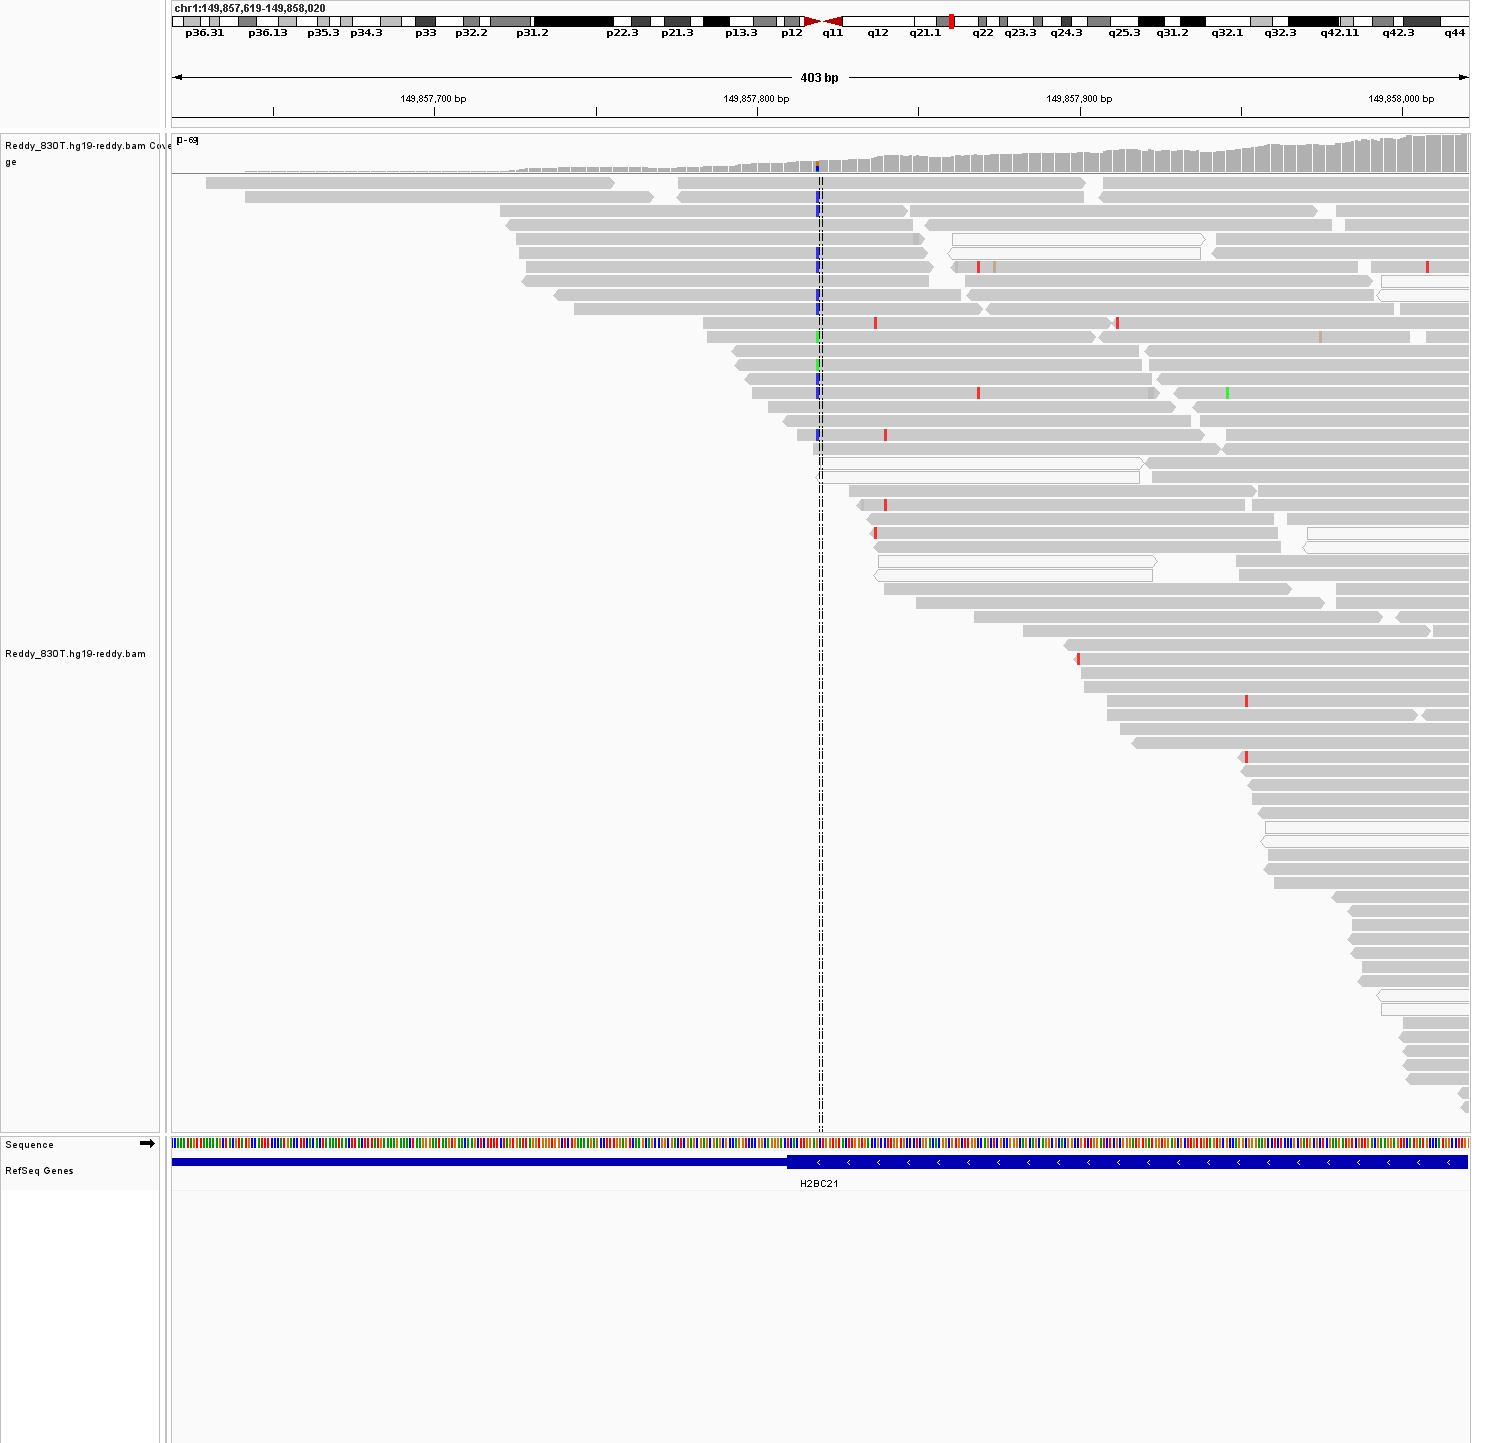 chr1:149,857,619-149,858,020
p36.31 p36.13 p35.3 p34.3 p33 p32.2 p31.2 p22.3 p21.3 p13.3 p12 q11 q12 q21.1 q22 q23.3 q24.3 q25.3 q31.2 q32.1 q32.3 q42.11 q42.3 q44
403 bp
149,857,700 bp 149,857,800 bp 149,857,900 bp 149,858,000 bp
Reddy_830T.hg19-reddy.bam Cove
ge
[0-69]
Reddy_830T.hg19-reddy.bam
Sequence
RefSeq Genes
H2BC21